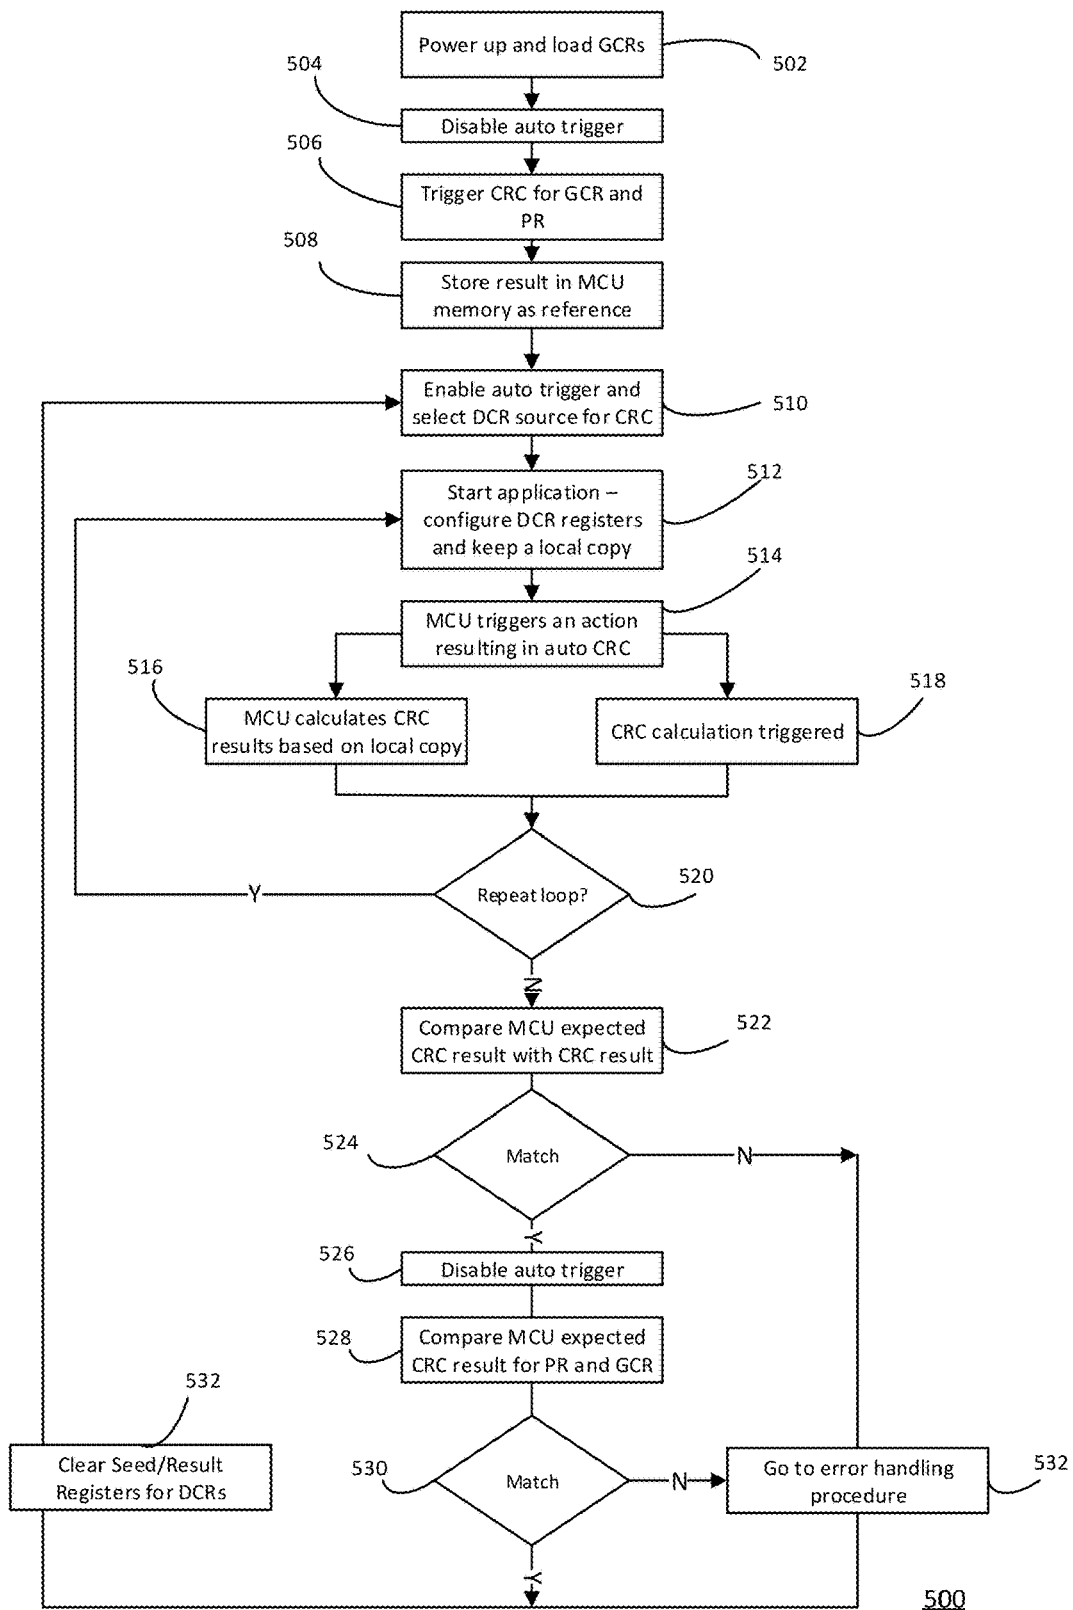 Power up and load GCRs
502
504
Disable auto trigger
506
Trigger CRC for GCR and
PR
508
Store result in MCU
memory as reference
Enable auto trigger and
select DCR source for CRC
510
512
Start application –
configure DCR registers
and keep a local copy
514
MCU triggers an action
resulting in auto CRC
516
MCU calculates CRC
results based on local copy
518
CRC calculation triggered
Repeat loop?
520
Y
N
Compare MCU expected
CRC result with CRC result
522
524
Match
N
Y
526
Disable auto trigger
528
Compare MCU expected
CRC result for PR and GCR
532
Clear Seed/Result
Registers for DCRs
530
Match
N
Go to error handling
procedure
532
Y
500